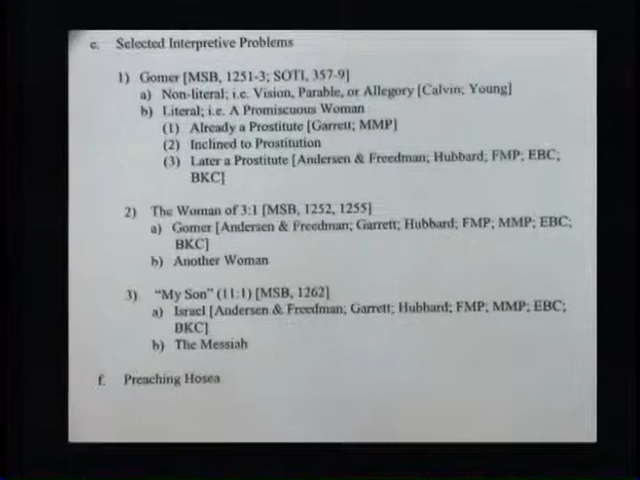 e. Selected Interpretive Problems
1) Gomer [MSB, 1251-3; SOTI, 357-9]
a) Non-literal; i.e. Vision, Parable, or Allegory [Calvin; Young]
b) Literal; i.e. A Promiscuous Woman
(1) Already a Prostitute [Garrett; MMP]
(2) Inclined to Prostitution
(3) Later a Prostitute [Andersen & Freedman; Hubbard; FMP; EBC;
BKC]
2) The Woman of 3:1 [MSB, 1252, 1255]
a) Gomer [Andersen & Freedman; Garrett; Hubbard; FMP; MMP; EBC;
BKC]
b) Another Woman
3) “My Son” (11:1) [MSB, 1262]
a) Israel [Andersen & Freedman; Garrett; Hubbard; FMP; MMP; EBC;
BKC]
b) The Messiah
f. Preaching Hosea